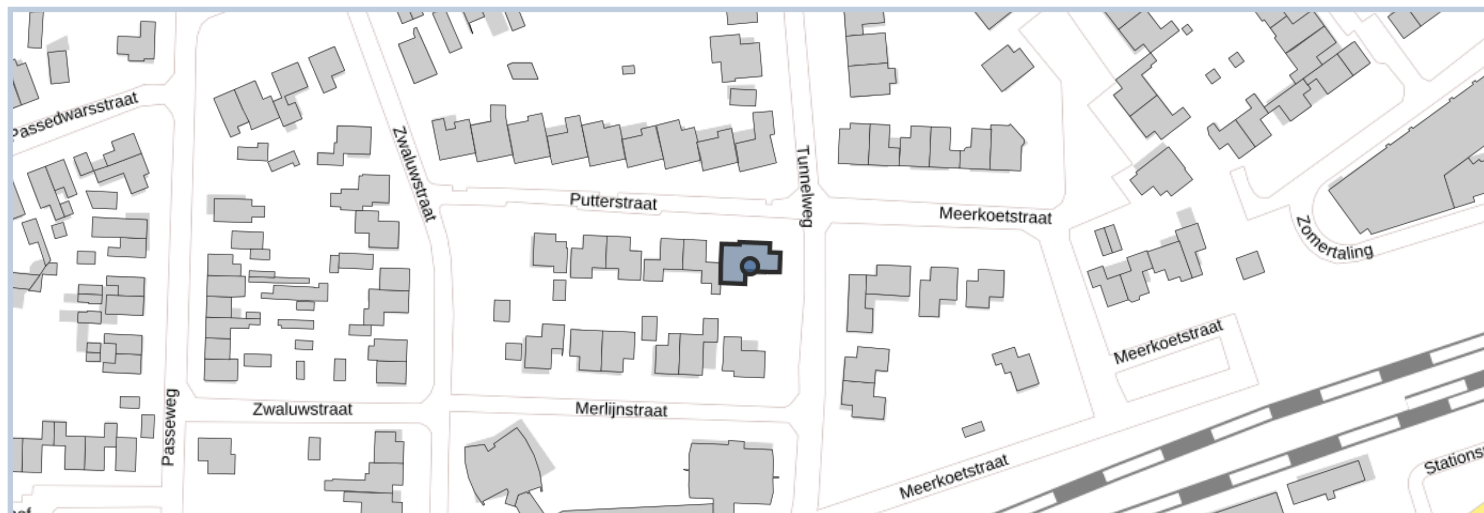 Passedwarsstraat
Zwaluwstraat
Tunnelweg
Putterstraat
Meerkoetstraat
Zomertaling
Meerkoetstraat
Passeweg
Zwaluwstraat
Merlijnstraat
Meerkoetstraat